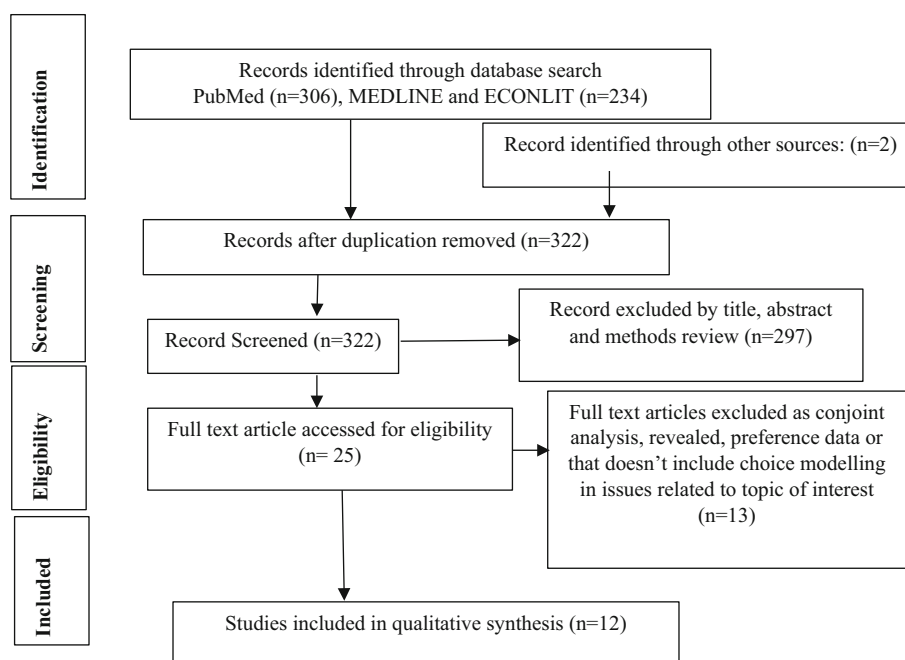 Identification
Records identified through database search
PubMed (n=306), MEDLINE and ECONLIT (n=234)
Record identified through other sources: (n=2)
Screening
Records after duplication removed (n=322)
Record Screened (n=322)
Record excluded by title, abstract
and methods review (n=297)
Eligibility
Full text article accessed for eligibility
(n= 25)
Full text articles excluded as conjoint
analysis, revealed, preference data or
that doesn’t include choice modelling
in issues related to topic of interest
(n=13)
Included
Studies included in qualitative synthesis (n=12)